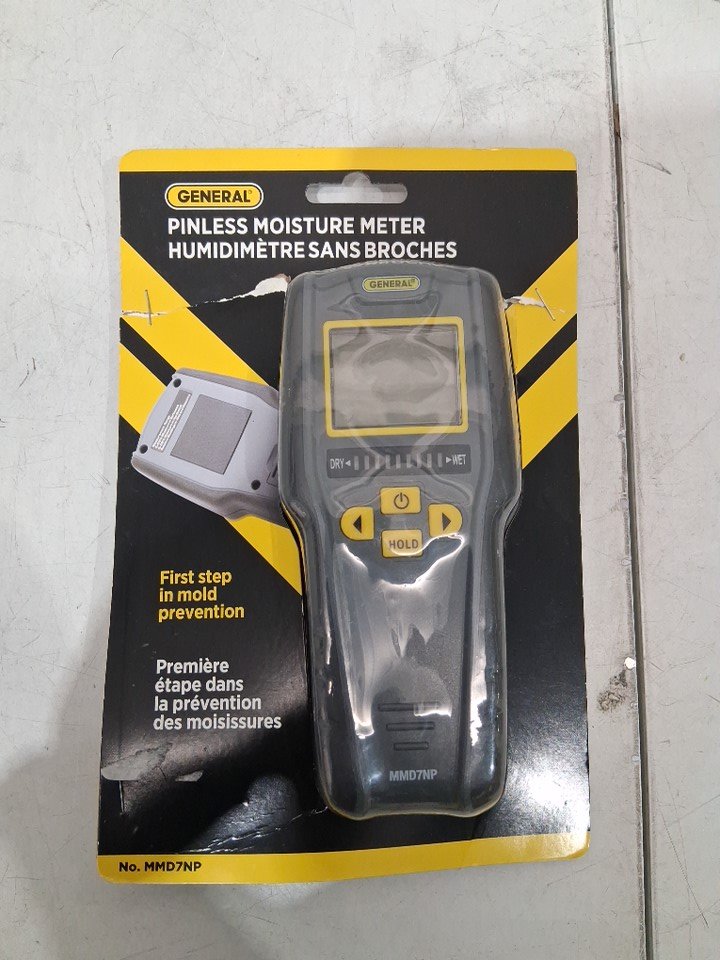 GENERAL®
PINLESS MOISTURE METER
HUMIDIMÈTRE SANS BROCHES
GENERAL®
DRY
WET
HOLD
First step
in mold
prevention
Première
étape dans
la prévention
des moisissures
MMD7NP
No. MMD7NP